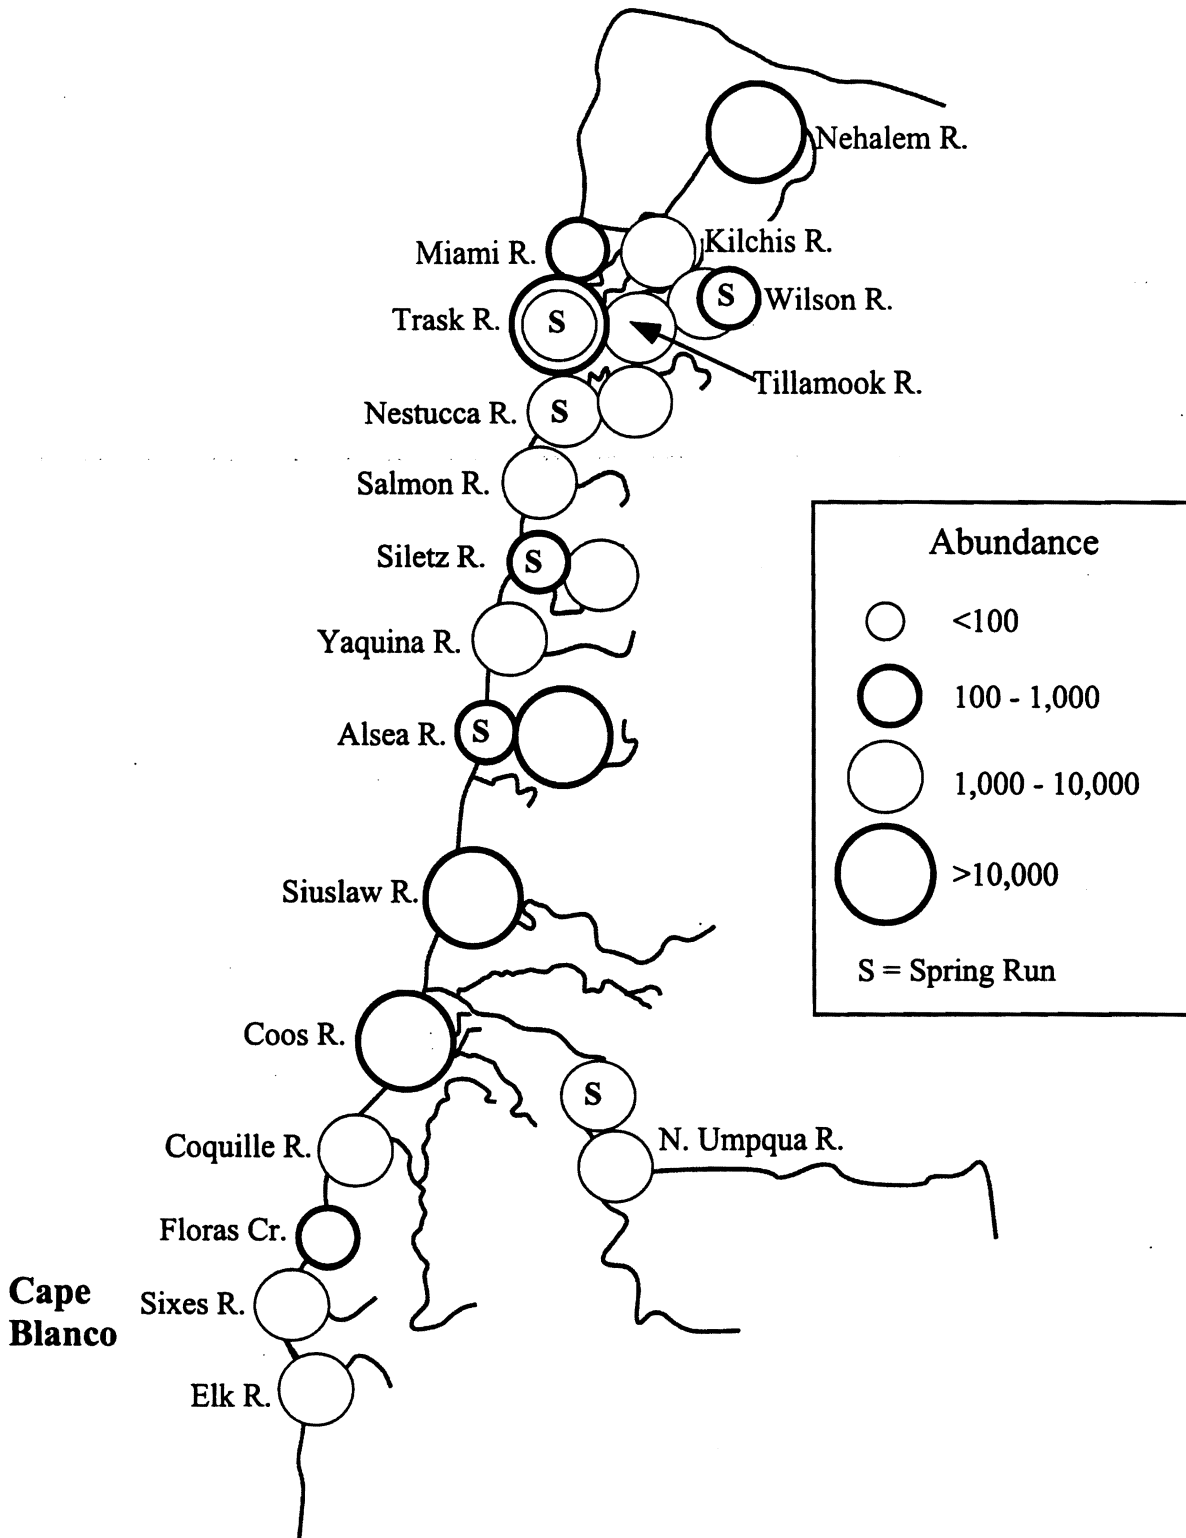 Nehalem R.
Miami R.
Kilchis R.
S
Wilson R.
Trask R.
S
Tillamook R.
Nestucca R.
S
Salmon R.
Siletz R.
S
Yaquina R.
Alsea R.
S
Siuslaw R.
Coos R.
S
N. Umpqua R.
Coquille R.
Floras Cr.
Cape
Blanco
Sixes R.
Elk R.
Abundance
<100
100 - 1,000
1,000 - 10,000
>10,000
S = Spring Run